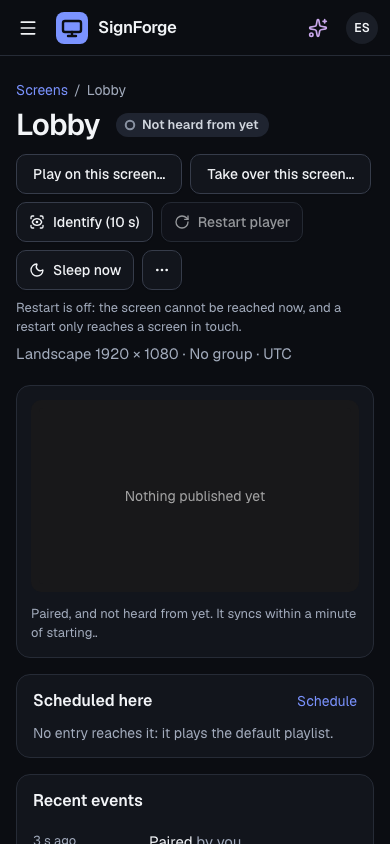 SignForge
ES
Screens / Lobby
Lobby
Not heard from yet
Play on this screen...
Take over this screen...
Identify (10 s)
Restart player
Sleep now
...
Restart is off: the screen cannot be reached now, and a
restart only reaches a screen in touch.
Landscape 1920 × 1080 · No group · UTC
Nothing published yet
Paired, and not heard from yet. It syncs within a minute
of starting..
Scheduled here
Schedule
No entry reaches it: it plays the default playlist.
Recent events
3 s ago
Paired by you